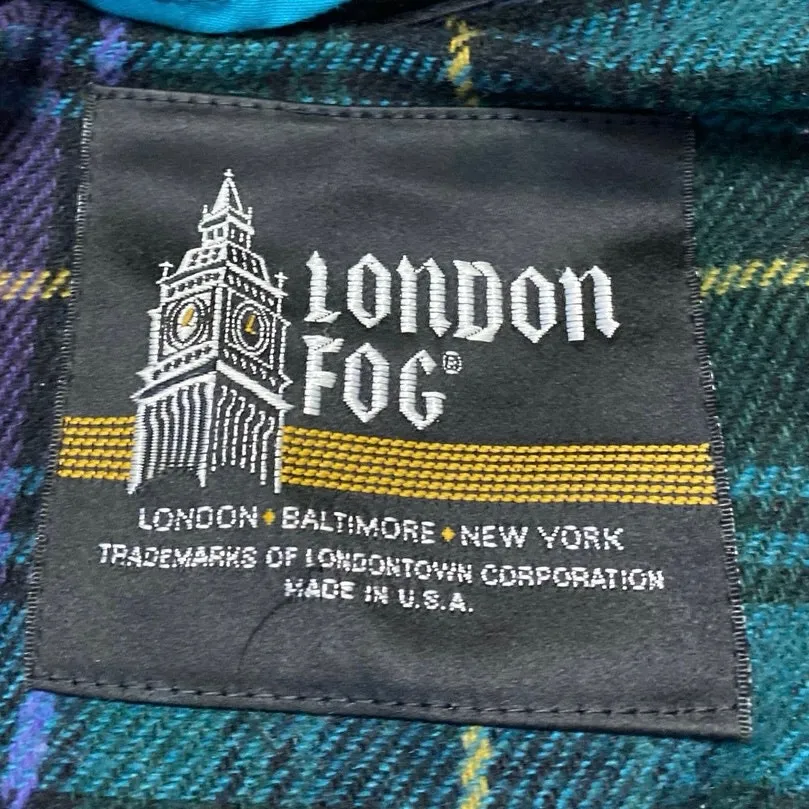 LONDON
FOG®
LONDON • BALTIMORE • NEW YORK
TRADEMARKS OF LONDONTOWN CORPORATION
MADE IN U.S.A.